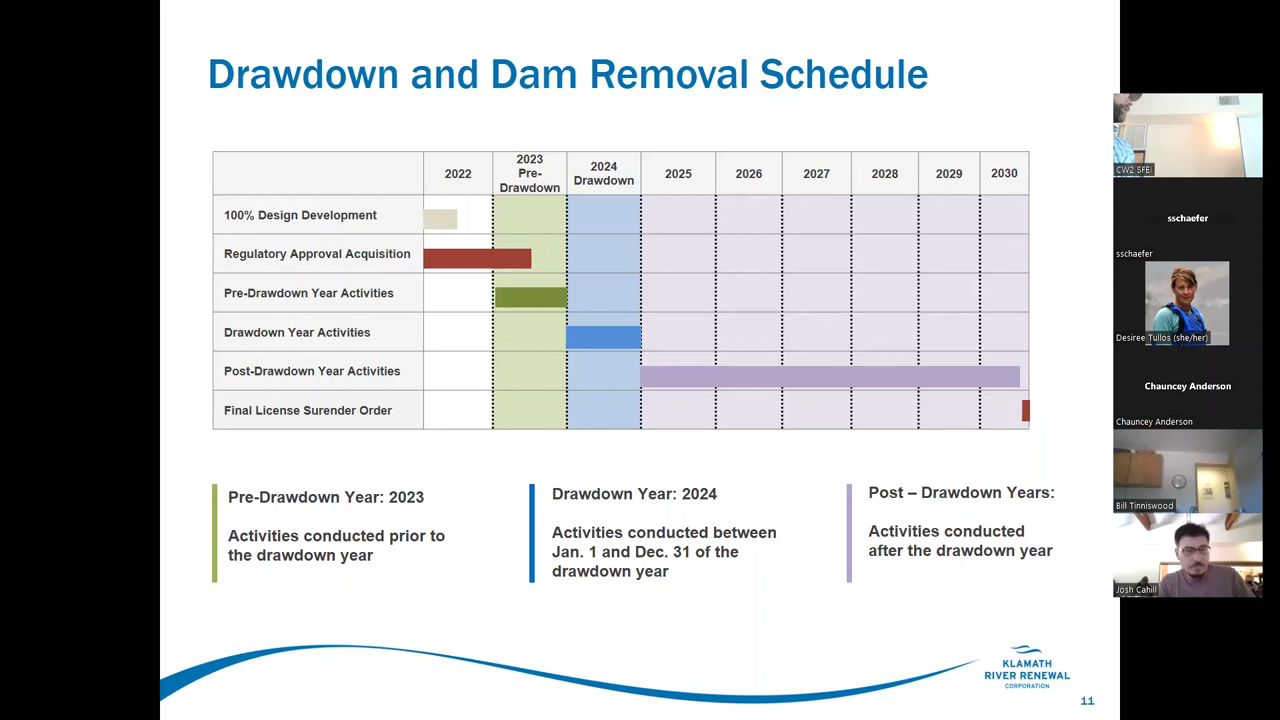 Drawdown and Dam Removal Schedule
2022
2023
Pre-
Drawdown
2024
Drawdown
2025
2026
2027
2028
2029
2030
100% Design Development
Regulatory Approval Acquisition
Pre-Drawdown Year Activities
Drawdown Year Activities
Post-Drawdown Year Activities
Final License Surender Order
Pre-Drawdown Year: 2023
Activities conducted prior to
the drawdown year
Drawdown Year: 2024
Activities conducted between
Jan. 1 and Dec. 31 of the
drawdown year
Post – Drawdown Years:
Activities conducted
after the drawdown year
KLAMATH
RIVER RENEWAL
CORPORATION
11
CW2 SFEI
sschaefer
sschaefer
Desiree Tullos (she/her)
Chauncey Anderson
Chauncey Anderson
Bill Tinniswood
Josh Cahill